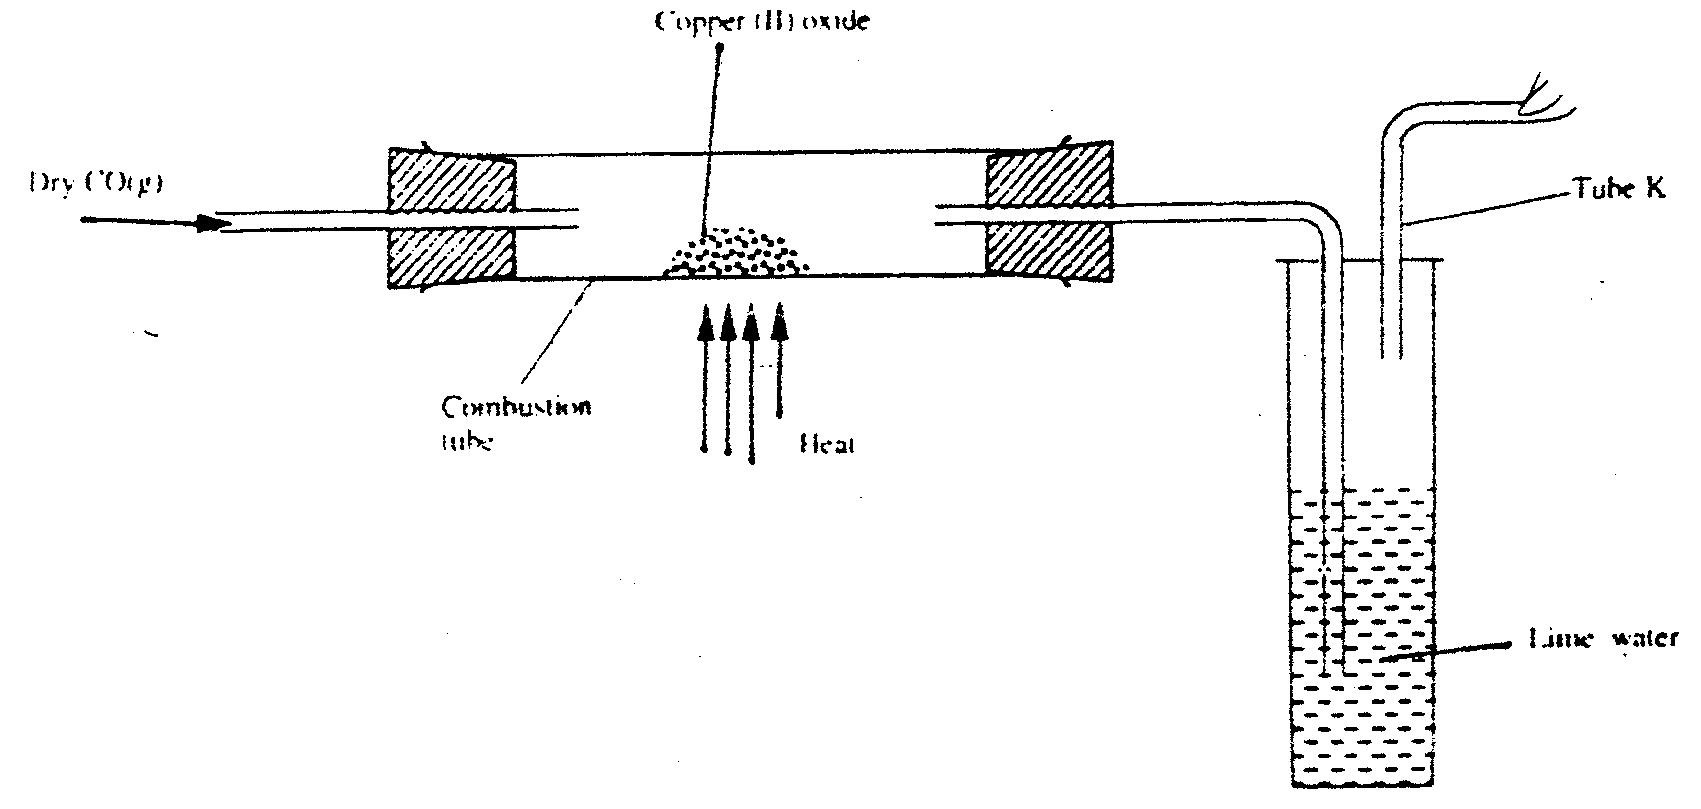 Copper (II) oxide
Dry CO(g)
Tube K
Combustion
tube
Heat
Lime water